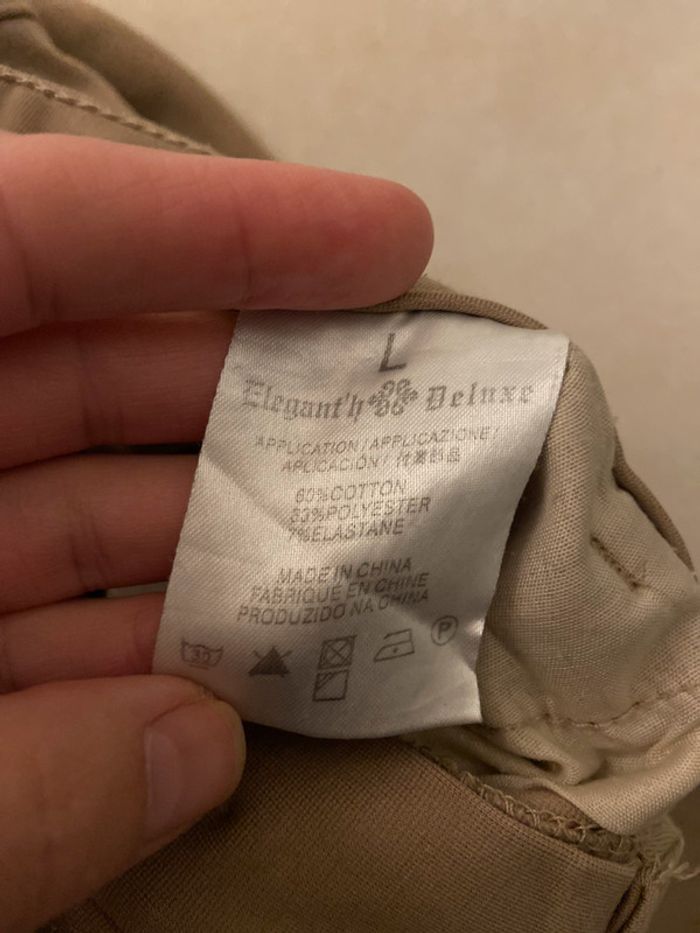 L
Elegant'h Deluxe
APPLICATION/APPLICAZIONE/
APLICACIÓN/
60%COTTON
33%POLYESTER
7%ELASTANE
MADE IN CHINA
FABRIQUE EN CHINE
PRODUZIDO NA CHINA
30
P